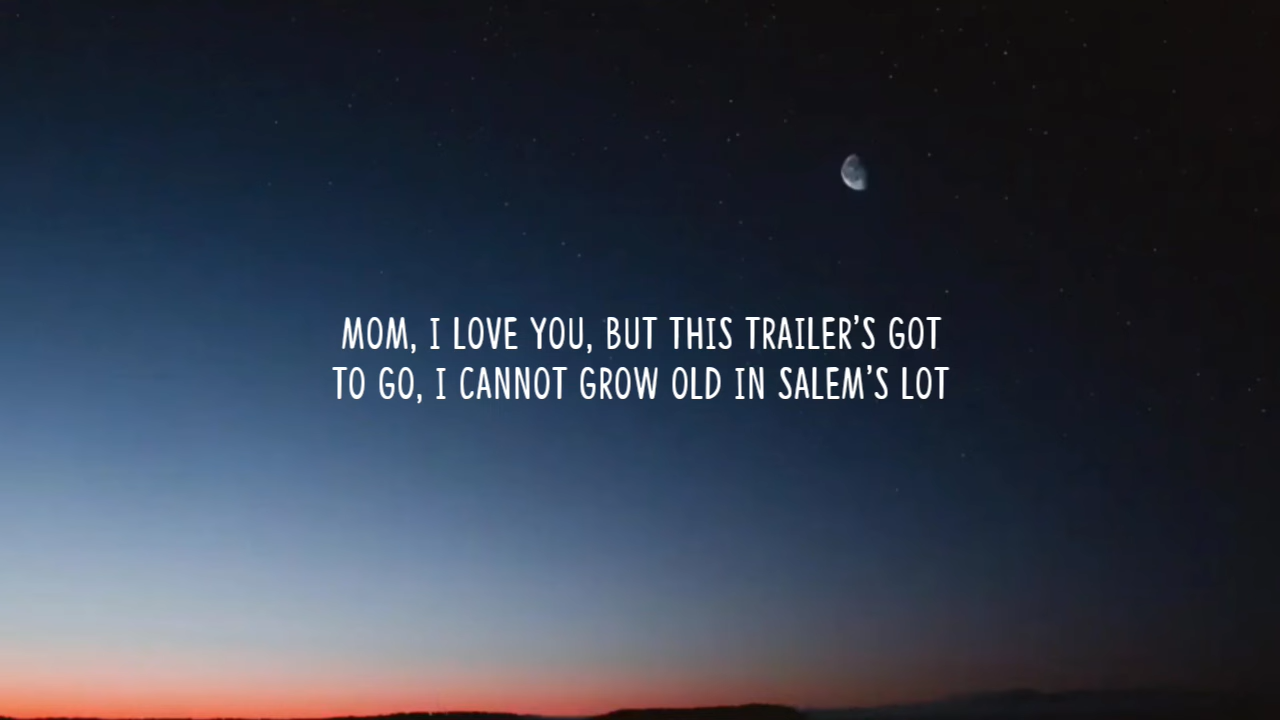 MOM, I LOVE YOU, BUT THIS TRAILER'S GOT
TO GO, I CANNOT GROW OLD IN SALEM'S LOT